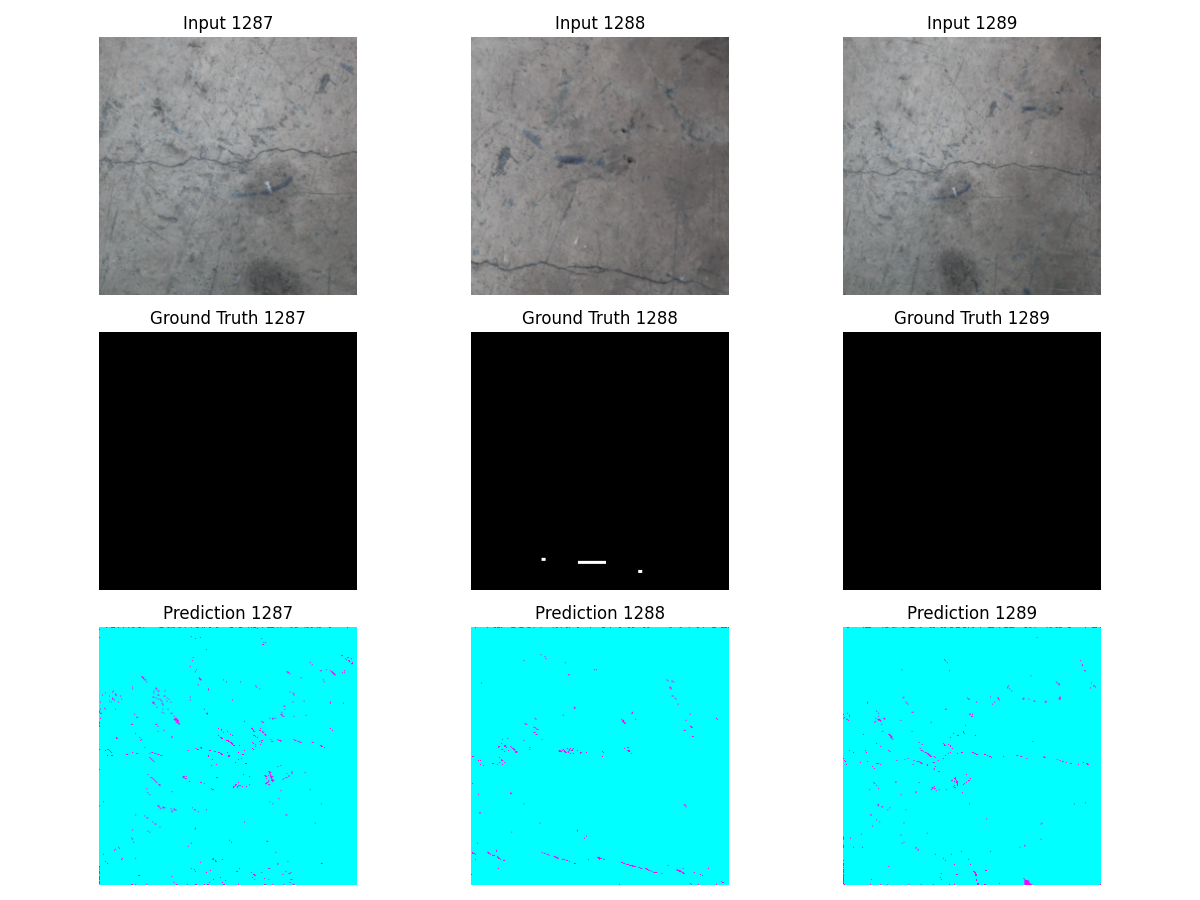 Input 1287
Input 1288
Input 1289
Ground Truth 1287
Ground Truth 1288
Ground Truth 1289
Prediction 1287
Prediction 1288
Prediction 1289